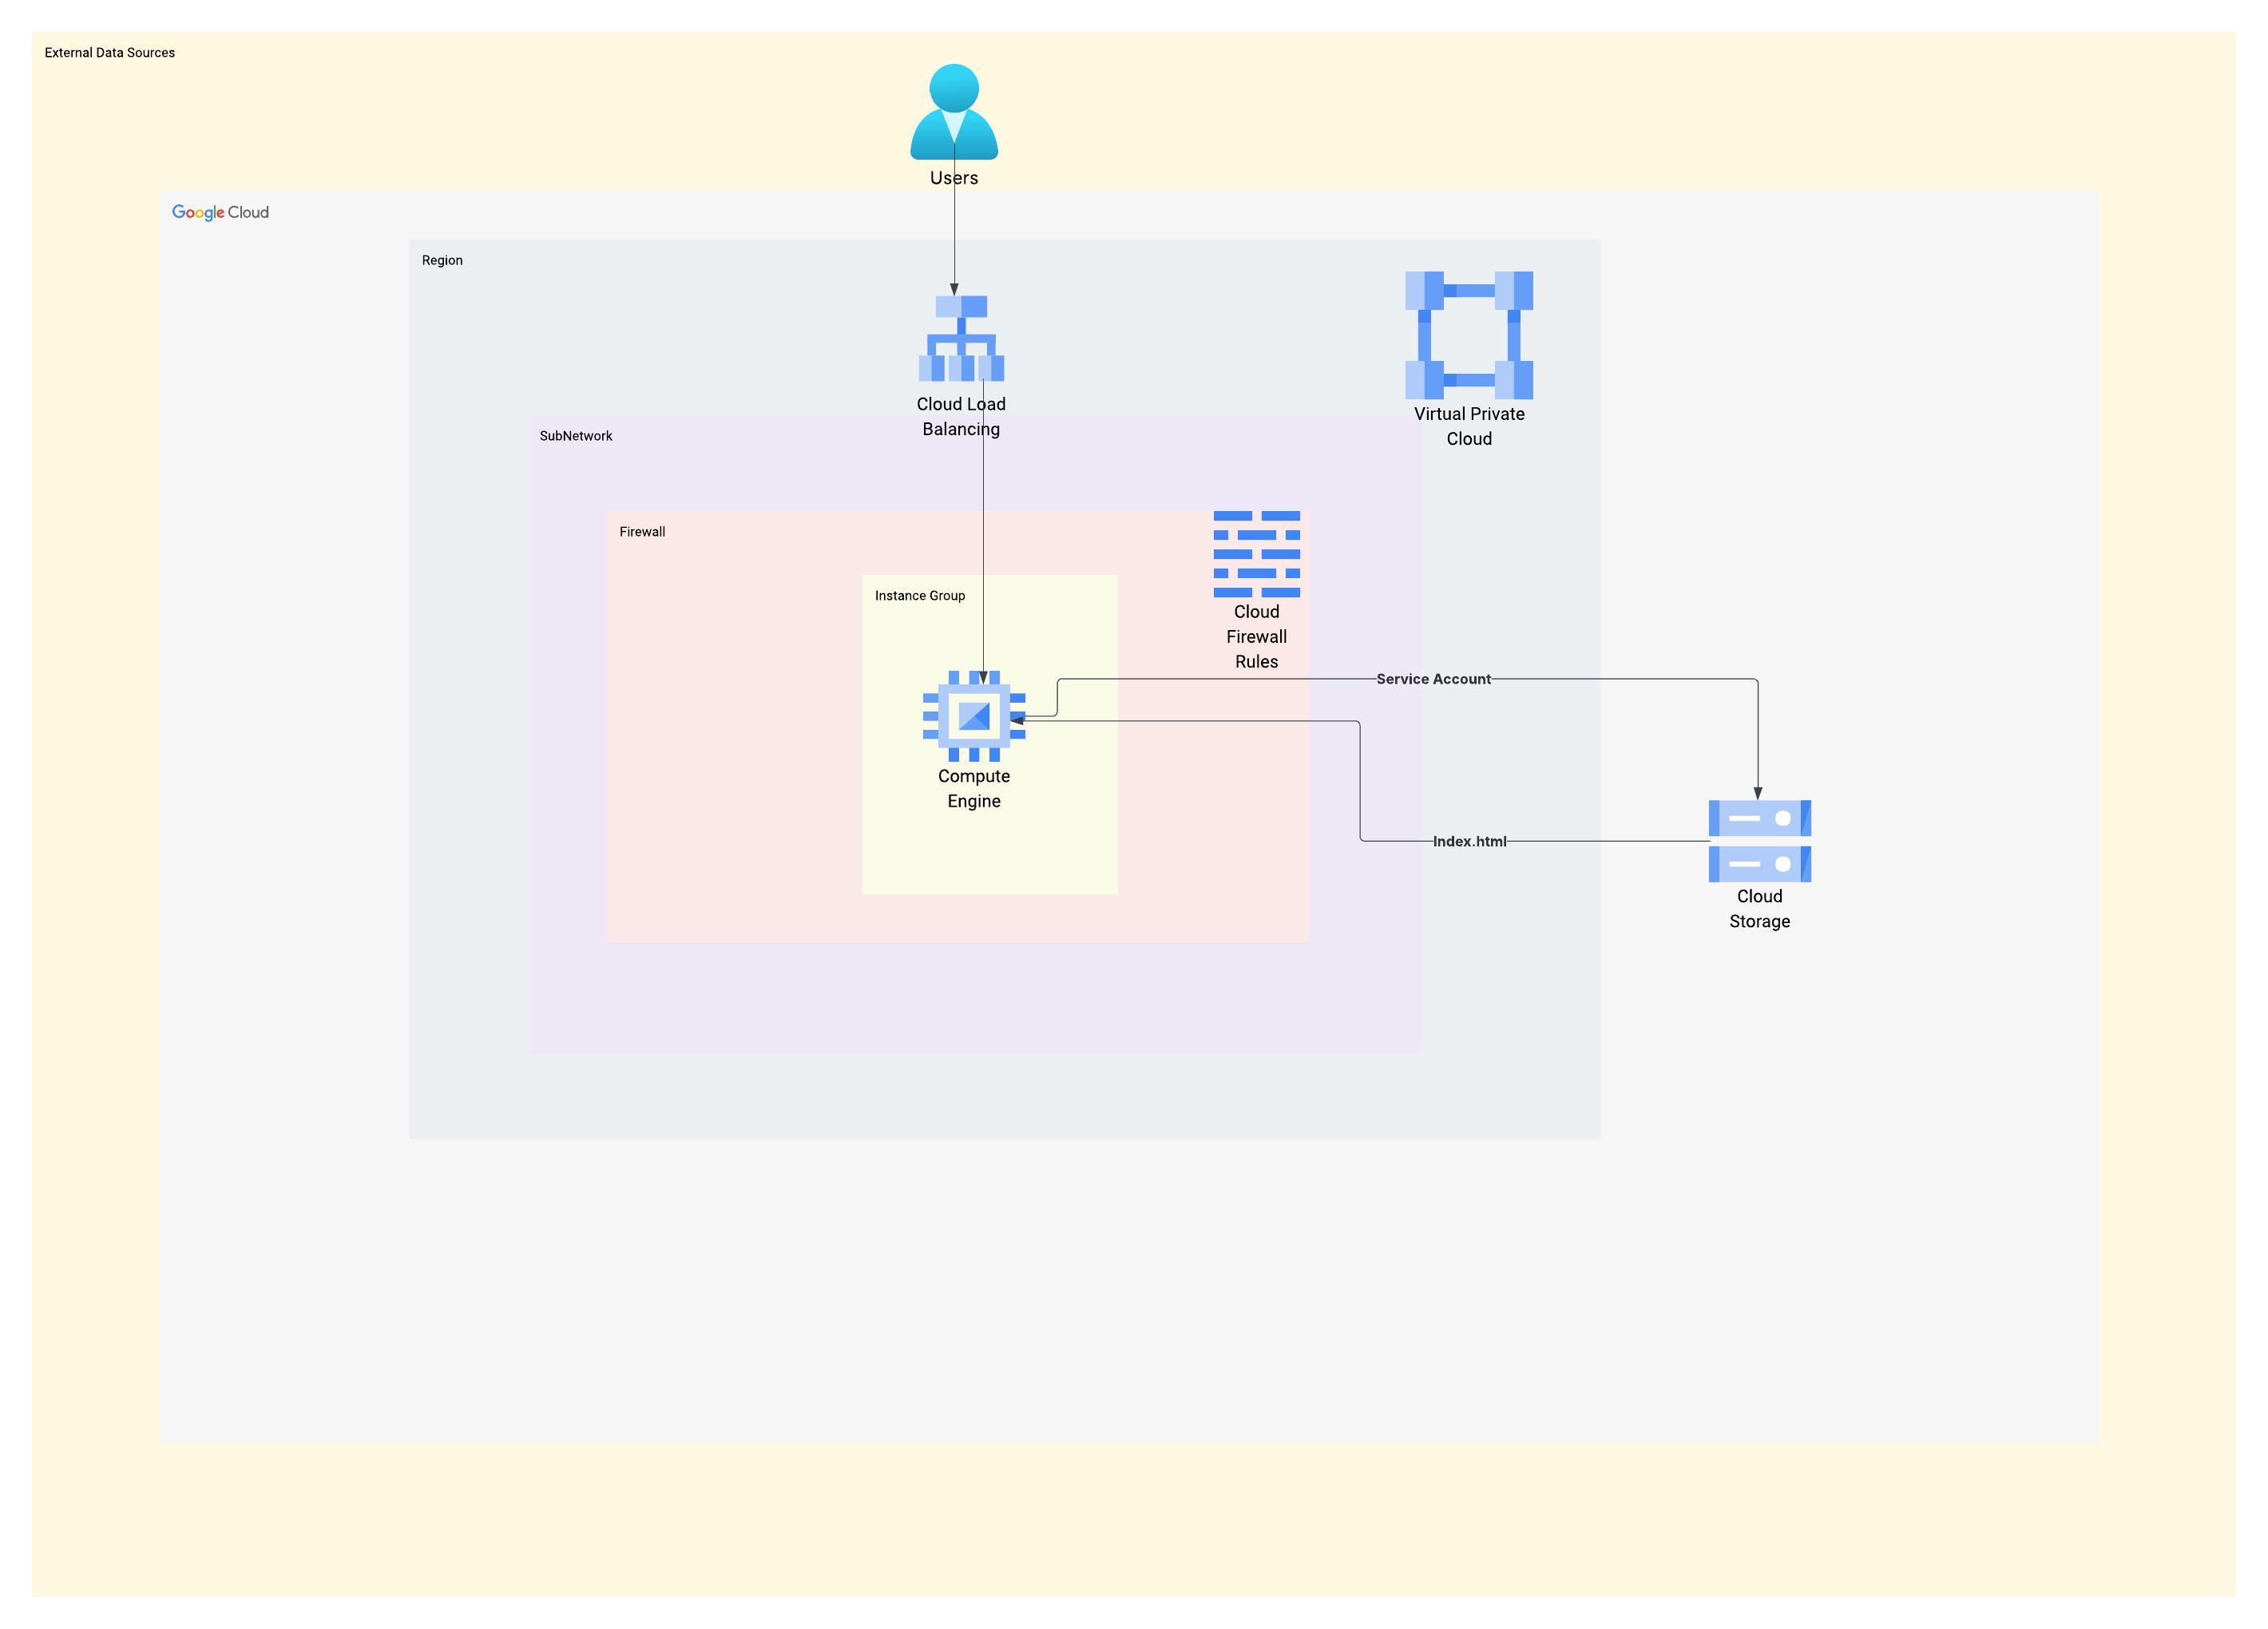 External Data Sources
Users
Google Cloud
Region
Cloud Load
Balancing
Virtual Private
Cloud
SubNetwork
Firewall
Cloud
Firewall
Rules
Instance Group
Service Account
Compute
Engine
Index.html
Cloud
Storage